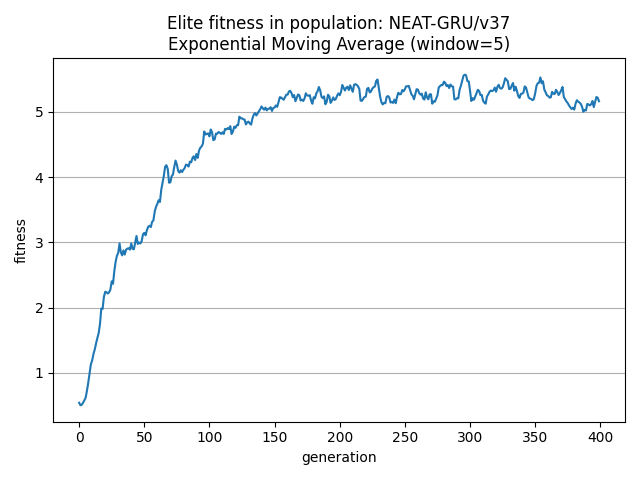 Elite fitness in population: NEAT-GRU/v37
Exponential Moving Average (window=5)
fitness
5
4
3
2
1
0 50 100 150 200 250 300 350 400
generation